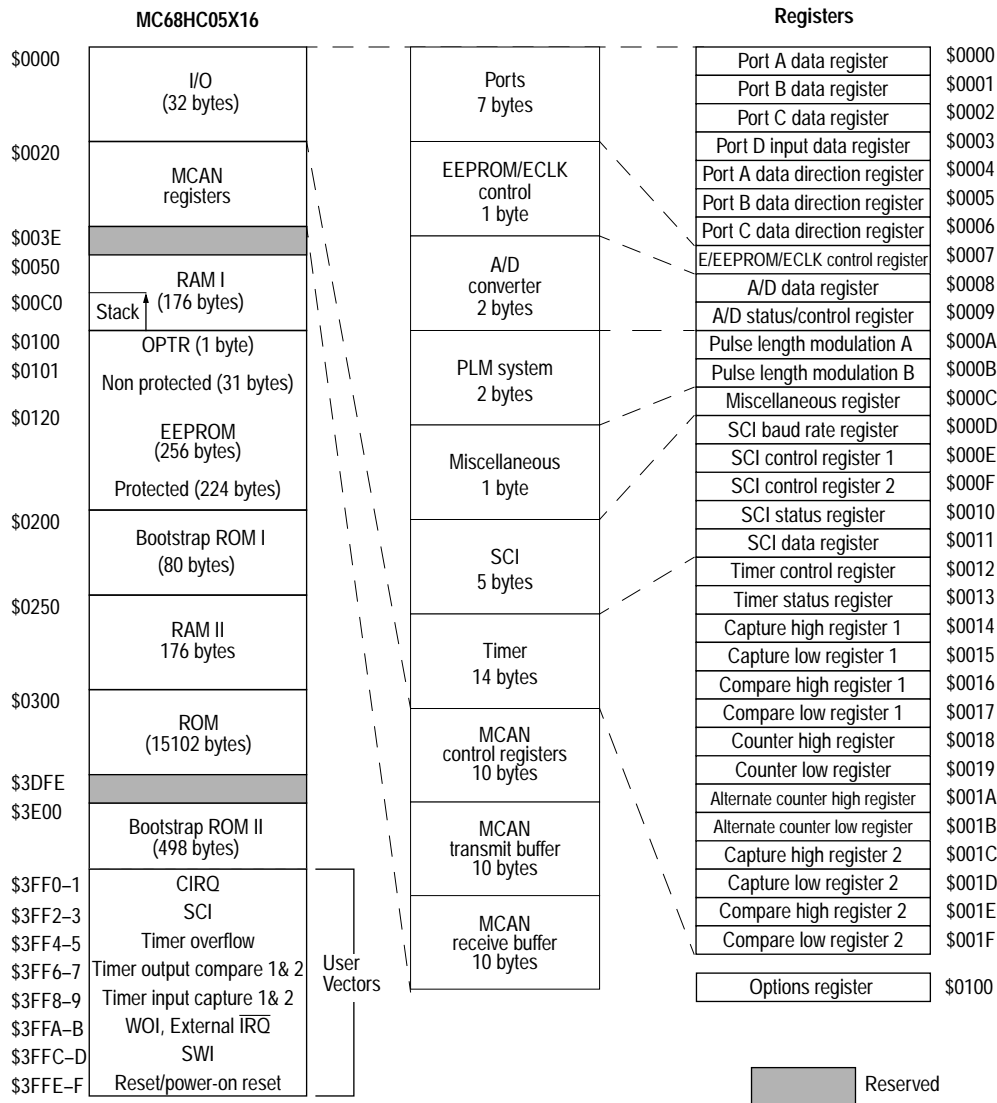 MC68HC05X16
$0000
I/O
(32 bytes)
$0020
MCAN
registers
$003E
$0050
RAM I
(176 bytes)
$00C0
Stack
$0100
OPTR (1 byte)
$0101
Non protected (31 bytes)
$0120
EEPROM
(256 bytes)
Protected (224 bytes)
$0200
Bootstrap ROM I
(80 bytes)
$0250
RAM II
176 bytes
$0300
ROM
(15102 bytes)
$3DFE
$3E00
Bootstrap ROM II
(498 bytes)
$3FF0–1 CIRQ
$3FF2–3 SCI
$3FF4–5 Timer overflow
$3FF6–7 Timer output compare 1& 2
$3FF8–9 Timer input capture 1& 2
$3FFA–B WOI, External IRQ
$3FFC–D SWI
$3FFE–F Reset/power-on reset
User
Vectors
Ports
7 bytes
EEPROM/ECLK
control
1 byte
A/D
converter
2 bytes
PLM system
2 bytes
Miscellaneous
1 byte
SCI
5 bytes
Timer
14 bytes
MCAN
control registers
10 bytes
MCAN
transmit buffer
10 bytes
MCAN
receive buffer
10 bytes
Registers
Port A data register $0000
Port B data register $0001
Port C data register $0002
Port D input data register $0003
Port A data direction register $0004
Port B data direction register $0005
Port C data direction register $0006
E/EEPROM/ECLK control register $0007
A/D data register $0008
A/D status/control register $0009
Pulse length modulation A $000A
Pulse length modulation B $000B
Miscellaneous register $000C
SCI baud rate register $000D
SCI control register 1 $000E
SCI control register 2 $000F
SCI status register $0010
SCI data register $0011
Timer control register $0012
Timer status register $0013
Capture high register 1 $0014
Capture low register 1 $0015
Compare high register 1 $0016
Compare low register 1 $0017
Counter high register $0018
Counter low register $0019
Alternate counter high register $001A
Alternate counter low register $001B
Capture high register 2 $001C
Capture low register 2 $001D
Compare high register 2 $001E
Compare low register 2 $001F
Options register $0100
Reserved